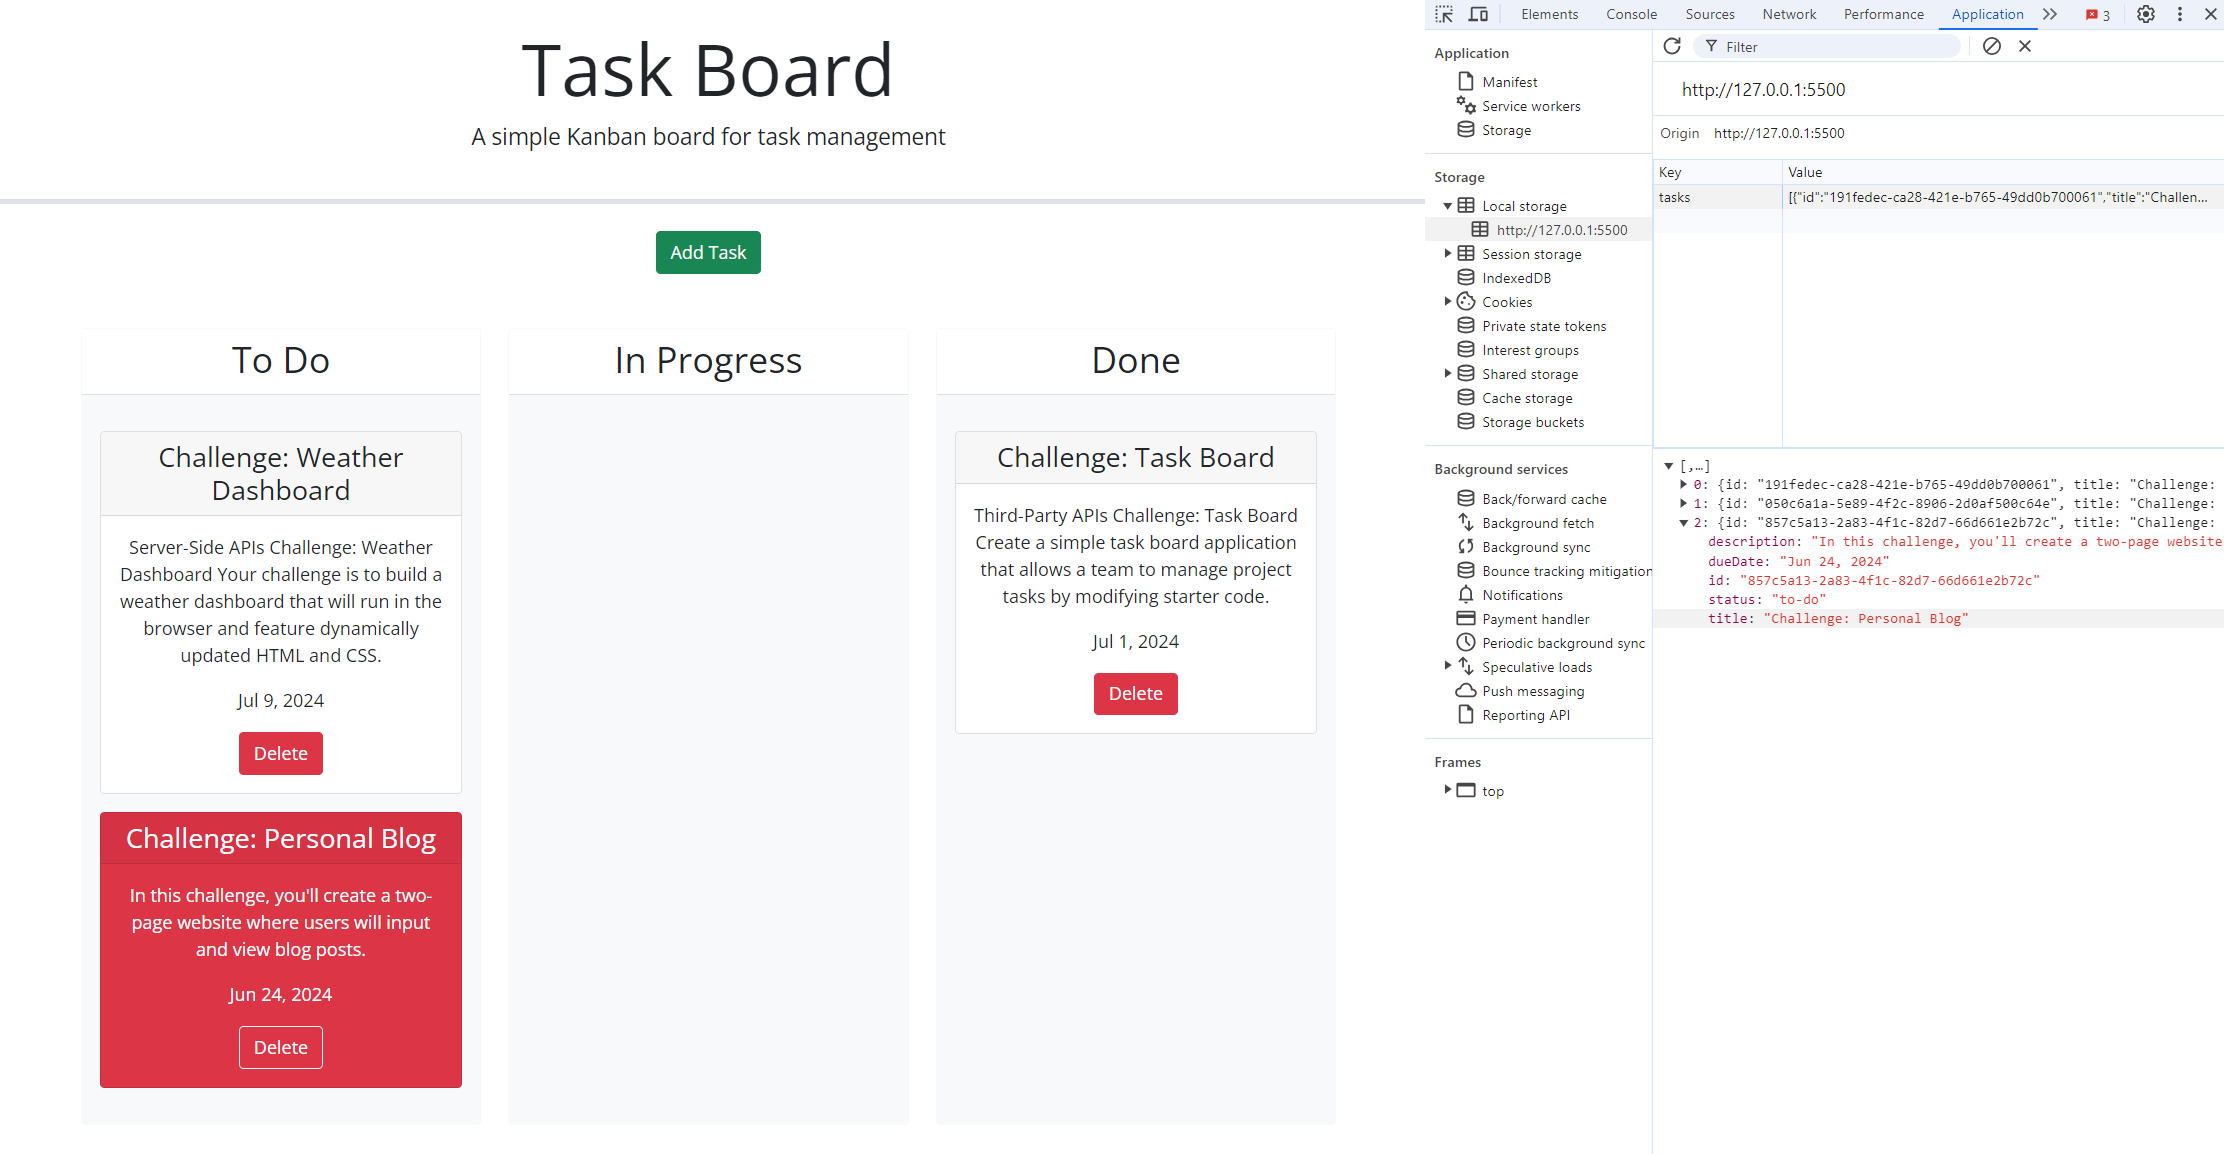 Task Board
A simple Kanban board for task management
Add Task
To Do
Challenge: Weather
Dashboard
Server-Side APIs Challenge: Weather
Dashboard Your challenge is to build a
weather dashboard that will run in the
browser and feature dynamically
updated HTML and CSS.
Jul 9, 2024
Delete
Challenge: Personal Blog
In this challenge, you'll create a two-
page website where users will input
and view blog posts.
Jun 24, 2024
Delete
In Progress
Done
Challenge: Task Board
Third-Party APIs Challenge: Task Board
Create a simple task board application
that allows a team to manage project
tasks by modifying starter code.
Jul 1, 2024
Delete
Elements Console Sources Network Performance Application 3
Application
Manifest
Service workers
Storage
Storage
Local storage
http://127.0.0.1:5500
Session storage
IndexedDB
Cookies
Private state tokens
Interest groups
Shared storage
Cache storage
Storage buckets
Background services
Back/forward cache
Background fetch
Background sync
Bounce tracking mitigation
Notifications
Payment handler
Periodic background sync
Speculative loads
Push messaging
Reporting API
Frames
top
Filter
http://127.0.0.1:5500
Origin http://127.0.0.1:5500
Key Value
tasks [{"id":"191fedec-ca28-421e-b765-49dd0b700061","title":"Challen...
[,…]
0: {id: "191fedec-ca28-421e-b765-49dd0b700061", title: "Challenge:
1: {id: "050c6a1a-5e89-4f2c-8906-2d0af500c64e", title: "Challenge:
2: {id: "857c5a13-2a83-4f1c-82d7-66d661e2b72c", title: "Challenge:
description: "In this challenge, you'll create a two-page website
dueDate: "Jun 24, 2024"
id: "857c5a13-2a83-4f1c-82d7-66d661e2b72c"
status: "to-do"
title: "Challenge: Personal Blog"